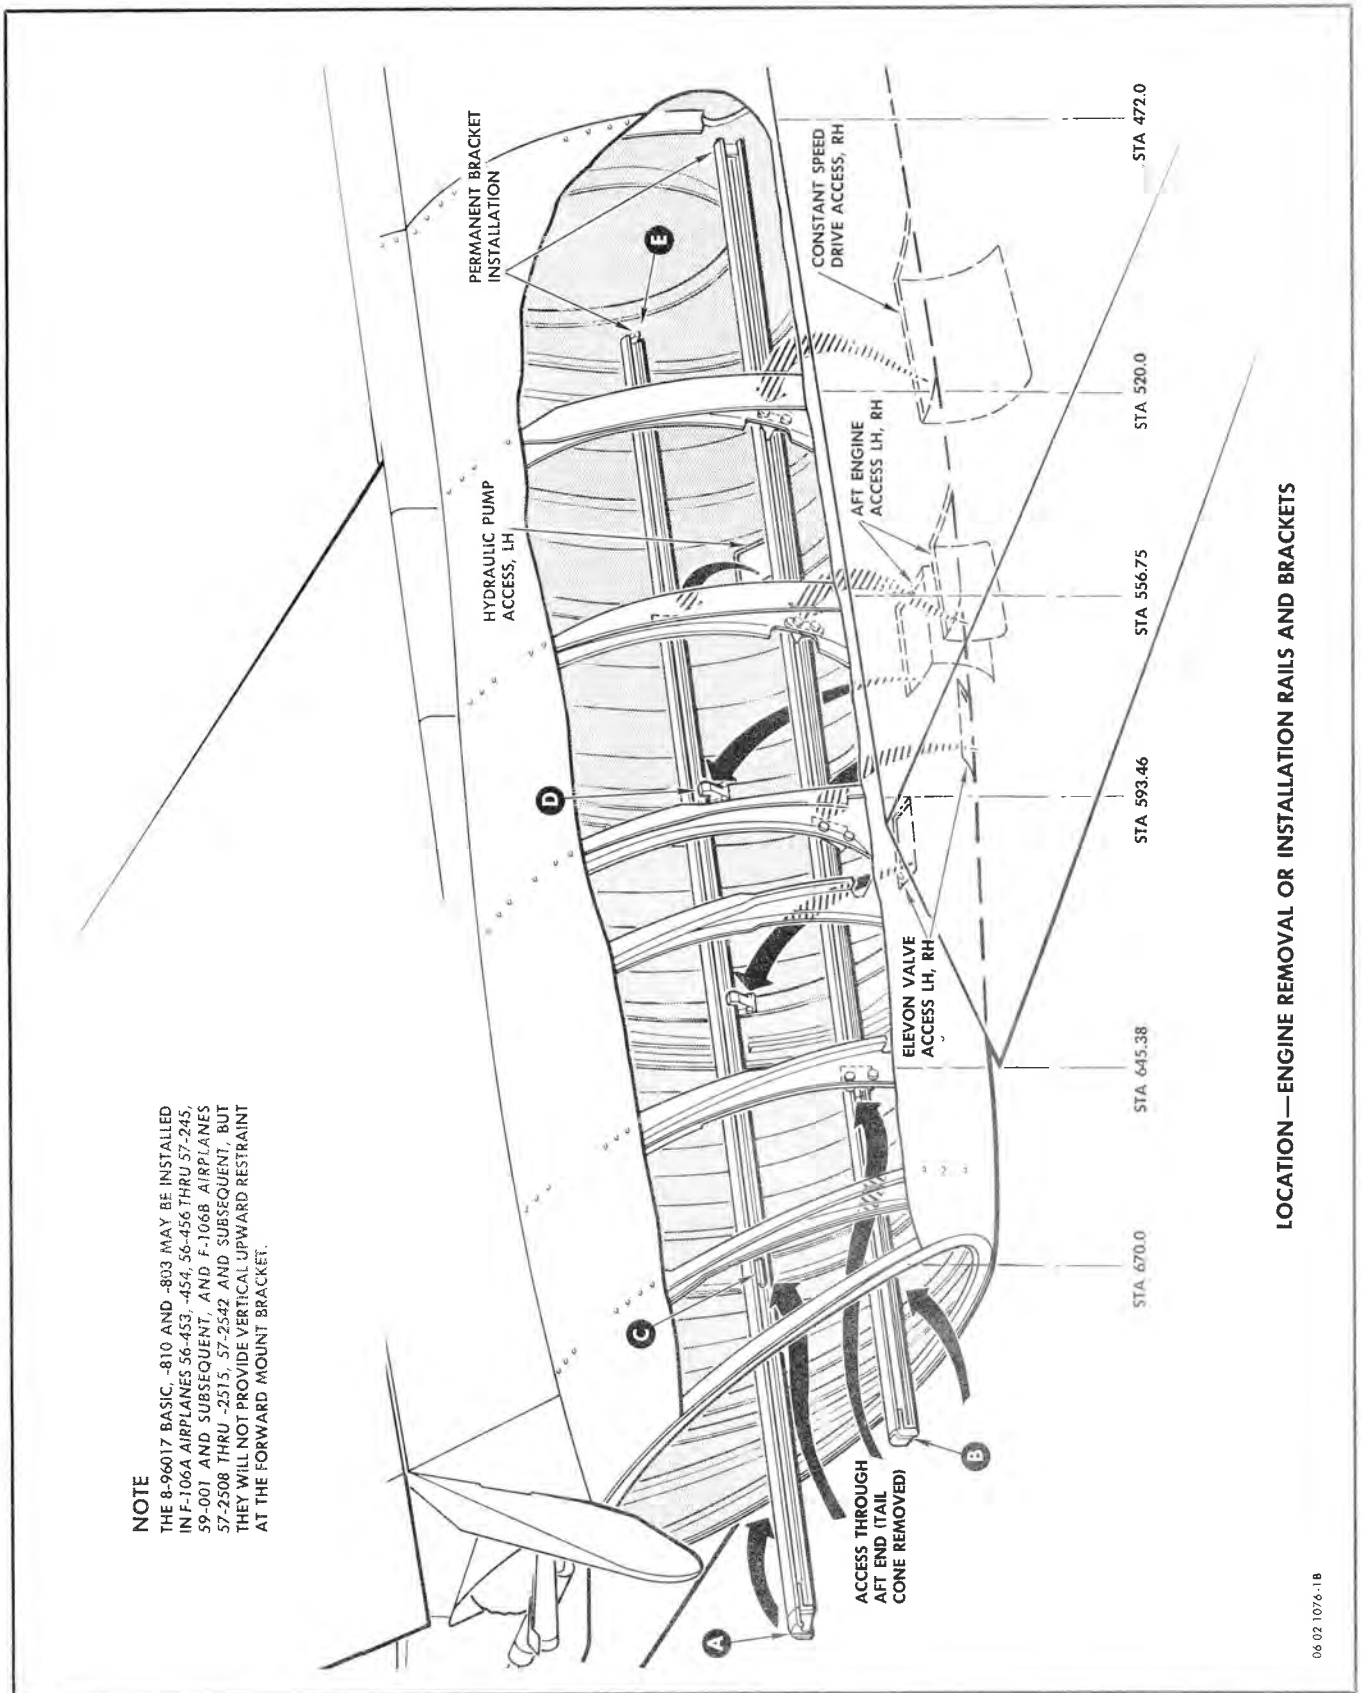 NOTE
THE 8-96017 BASIC, -810 AND -803 MAY BE INSTALLED
IN F-106A AIRPLANES 56-453, -454, 56-456 THRU 57-245,
59-001 AND SUBSEQUENT, AND F-106B AIRPLANES
57-2508 THRU -2515, 57-2542 AND SUBSEQUENT, BUT
THEY WILL NOT PROVIDE VERTICAL UPWARD RESTRAINT
AT THE FORWARD MOUNT BRACKET.
PERMANENT BRACKET
INSTALLATION
HYDRAULIC PUMP
ACCESS, LH
D
E
C
A
B
CONSTANT SPEED
DRIVE ACCESS, RH
AFT ENGINE
ACCESS LH, RH
ELEVON VALVE
ACCESS LH, RH
ACCESS THROUGH
AFT END (TAIL
CONE REMOVED)
STA 670.0
STA 645.38
STA 593.46
STA 556.75
STA 520.0
STA 472.0
LOCATION—ENGINE REMOVAL OR INSTALLATION RAILS AND BRACKETS
06 02 1076-1B